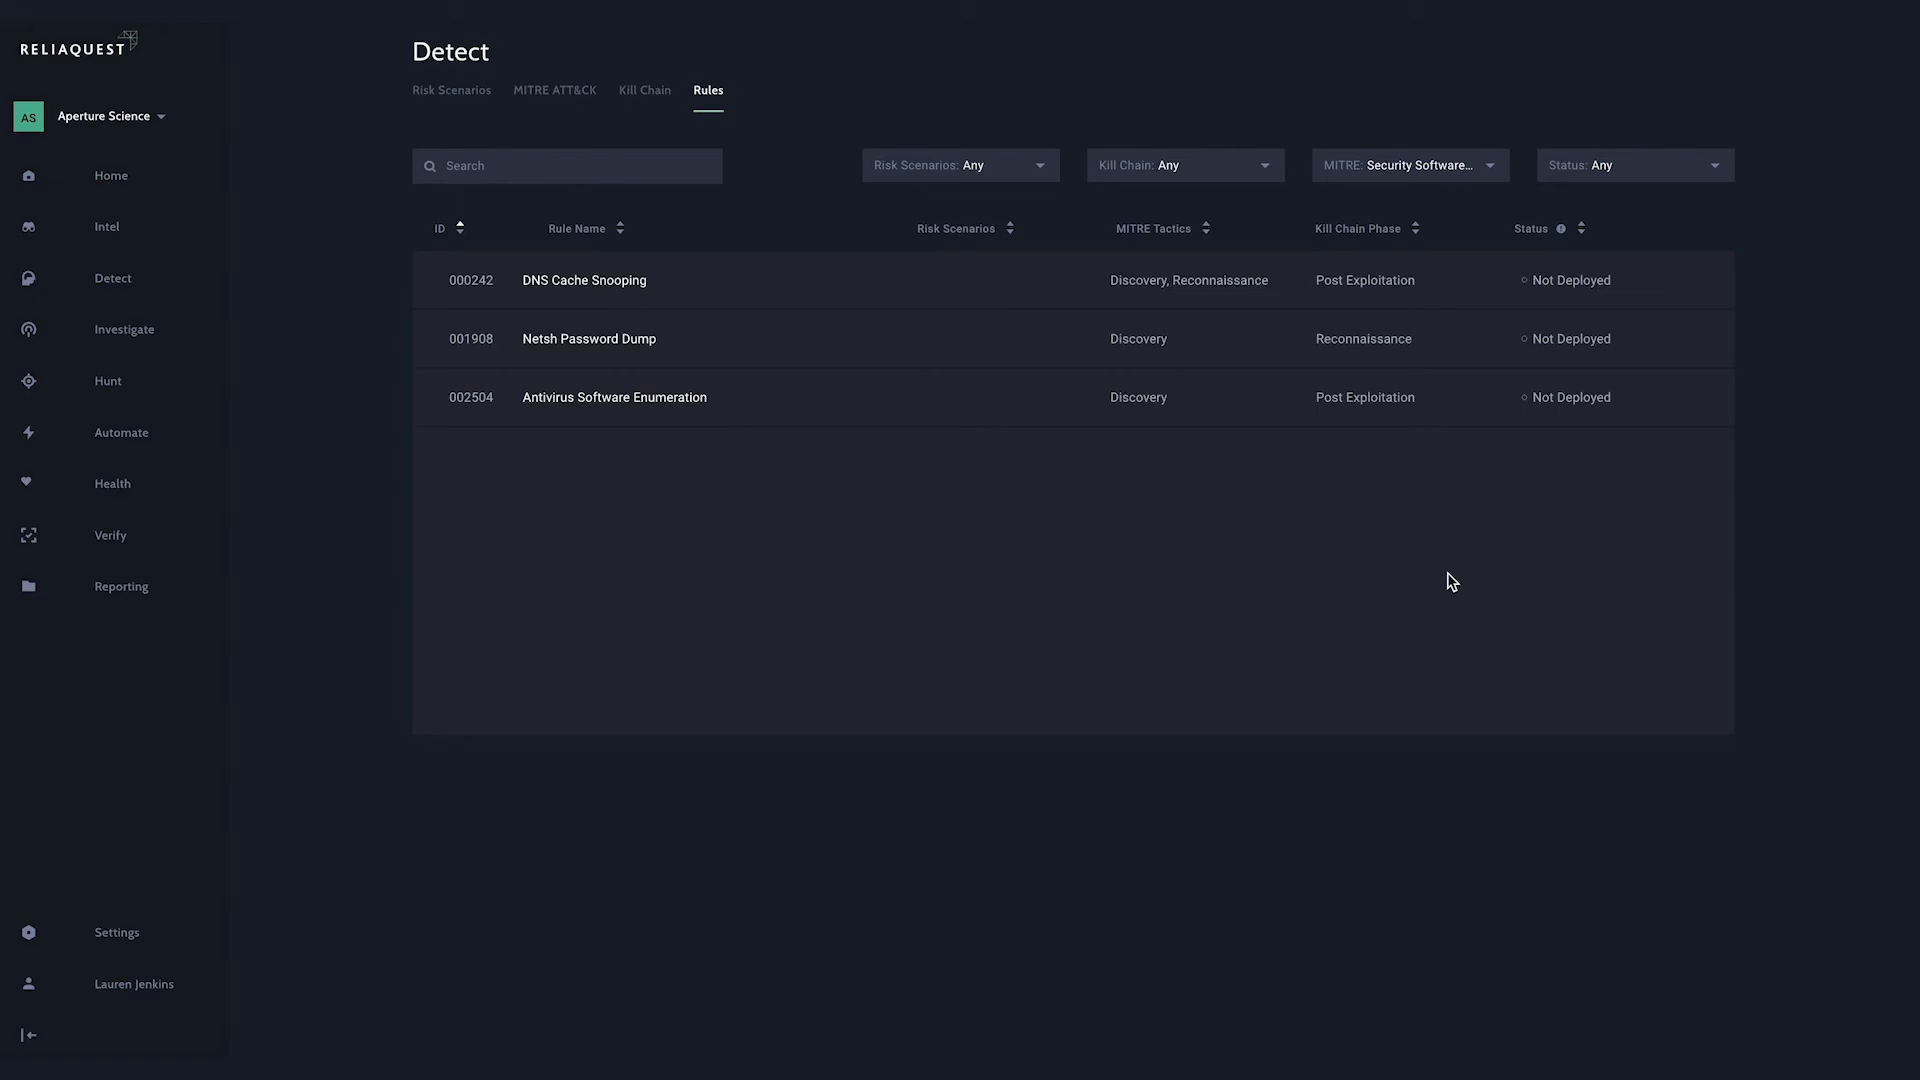 RELIAQUEST
AS Aperture Science
Home
Intel
Detect
Investigate
Hunt
Automate
Health
Verify
Reporting
Settings
Lauren Jenkins
Detect
Risk Scenarios MITRE ATT&CK Kill Chain Rules
Search Risk Scenarios: Any Kill Chain: Any MITRE: Security Software... Status: Any
ID Rule Name Risk Scenarios MITRE Tactics Kill Chain Phase Status
000242 DNS Cache Snooping Discovery, Reconnaissance Post Exploitation Not Deployed
001908 Netsh Password Dump Discovery Reconnaissance Not Deployed
002504 Antivirus Software Enumeration Discovery Post Exploitation Not Deployed